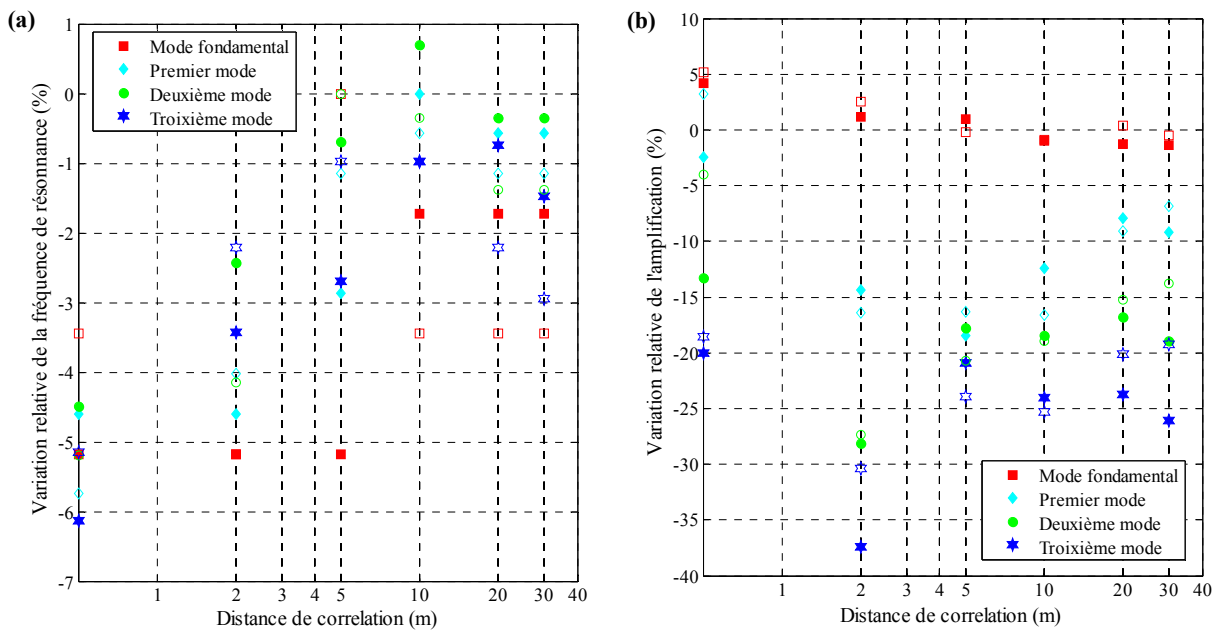 (a)
Variation relative de la fréquence de résonance (%)
1
0
-1
-2
-3
-4
-5
-6
-7
Mode fondamental
Premier mode
Deuxième mode
Troixième mode
1 2 3 4 5 10 20 30 40
Distance de correlation (m)
(b)
Variation relative de l'amplification (%)
10
5
0
-5
-10
-15
-20
-25
-30
-35
-40
Mode fondamental
Premier mode
Deuxième mode
Troixième mode
1 2 3 4 5 10 20 30 40
Distance de correlation (m)